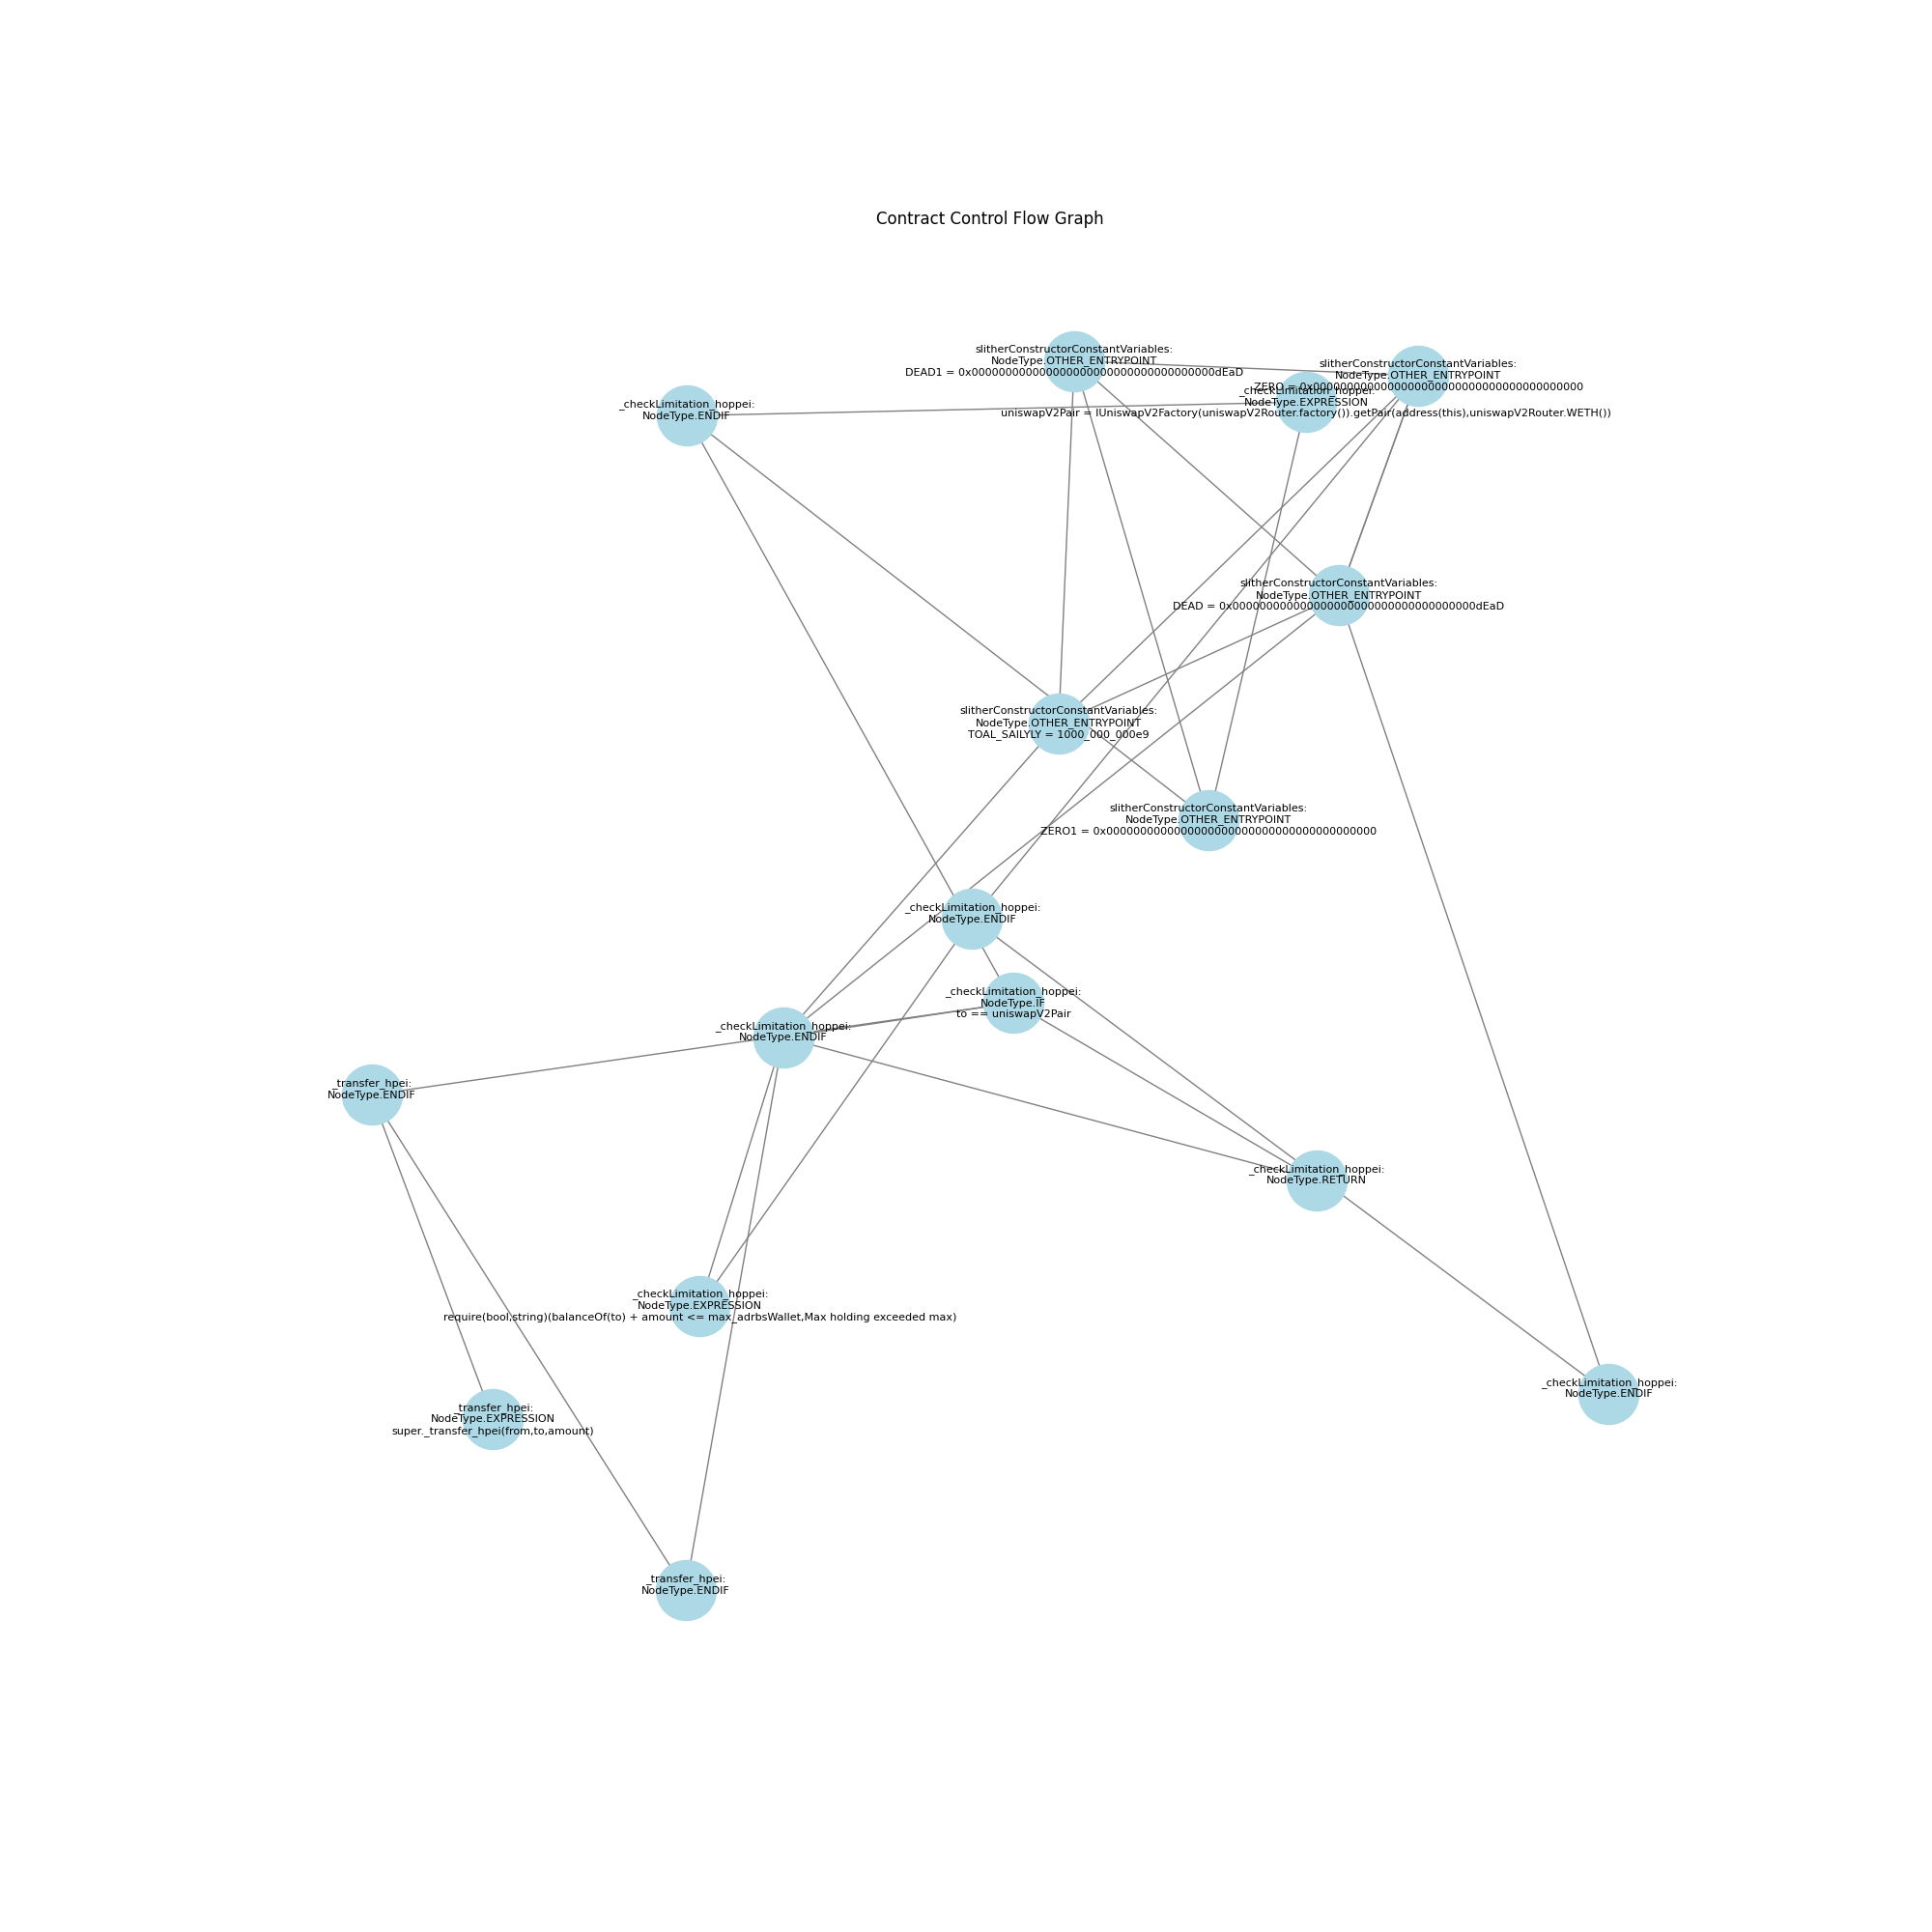 Contract Control Flow Graph
slitherConstructorConstantVariables:
NodeType.OTHER_ENTRYPOINT
DEAD1 = 0x000000000000000000000000000000000000dEaD
slitherConstructorConstantVariables:
NodeType.OTHER_ENTRYPOINT
ZERO = 0x0000000000000000000000000000000000000000
_checkLimitation_hoppei:
NodeType.EXPRESSION
uniswapV2Pair = IUniswapV2Factory(uniswapV2Router.factory()).getPair(address(this),uniswapV2Router.WETH())
_checkLimitation_hoppei:
NodeType.ENDIF
slitherConstructorConstantVariables:
NodeType.OTHER_ENTRYPOINT
DEAD = 0x000000000000000000000000000000000000dEaD
slitherConstructorConstantVariables:
NodeType.OTHER_ENTRYPOINT
TOAL_SAILYLY = 1000_000_000e9
slitherConstructorConstantVariables:
NodeType.OTHER_ENTRYPOINT
ZERO1 = 0x0000000000000000000000000000000000000000
_checkLimitation_hoppei:
NodeType.ENDIF
_checkLimitation_hoppei:
NodeType.IF
to == uniswapV2Pair
_checkLimitation_hoppei:
NodeType.ENDIF
_transfer_hpei:
NodeType.ENDIF
_checkLimitation_hoppei:
NodeType.RETURN
_checkLimitation_hoppei:
NodeType.EXPRESSION
require(bool,string)(balanceOf(to) + amount <= max_adrbsWallet,Max holding exceeded max)
_checkLimitation_hoppei:
NodeType.ENDIF
_transfer_hpei:
NodeType.EXPRESSION
super._transfer_hpei(from,to,amount)
_transfer_hpei:
NodeType.ENDIF